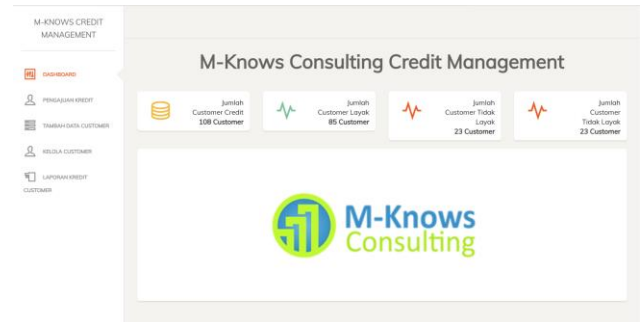 M-KNOWS CREDIT
MANAGEMENT
DASHBOARD
PENGAJUAN KREDIT
TAMBAH DATA CUSTOMER
KELOLA CUSTOMER
LAPORAN KREDIT
CUSTOMER
M-Knows Consulting Credit Management
Jumlah
Customer Credit
108 Customer
Jumlah
Customer Layak
85 Customer
Jumlah
Customer Tidak
Layak
23 Customer
Jumlah
Customer
Tidak Layak
23 Customer
M-Knows
Consulting